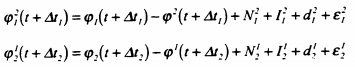 φ₁²(t + Δt₁) = φ₁(t + Δt₁) − φ²(t + Δt₁) + N₁² + I₁² + d₁² + ε₁²
φ₂¹(t + Δt₂) = φ₂(t + Δt₂) − φ¹(t + Δt₂) + N₂¹ + I₂¹ + d₂¹ + ε₂¹